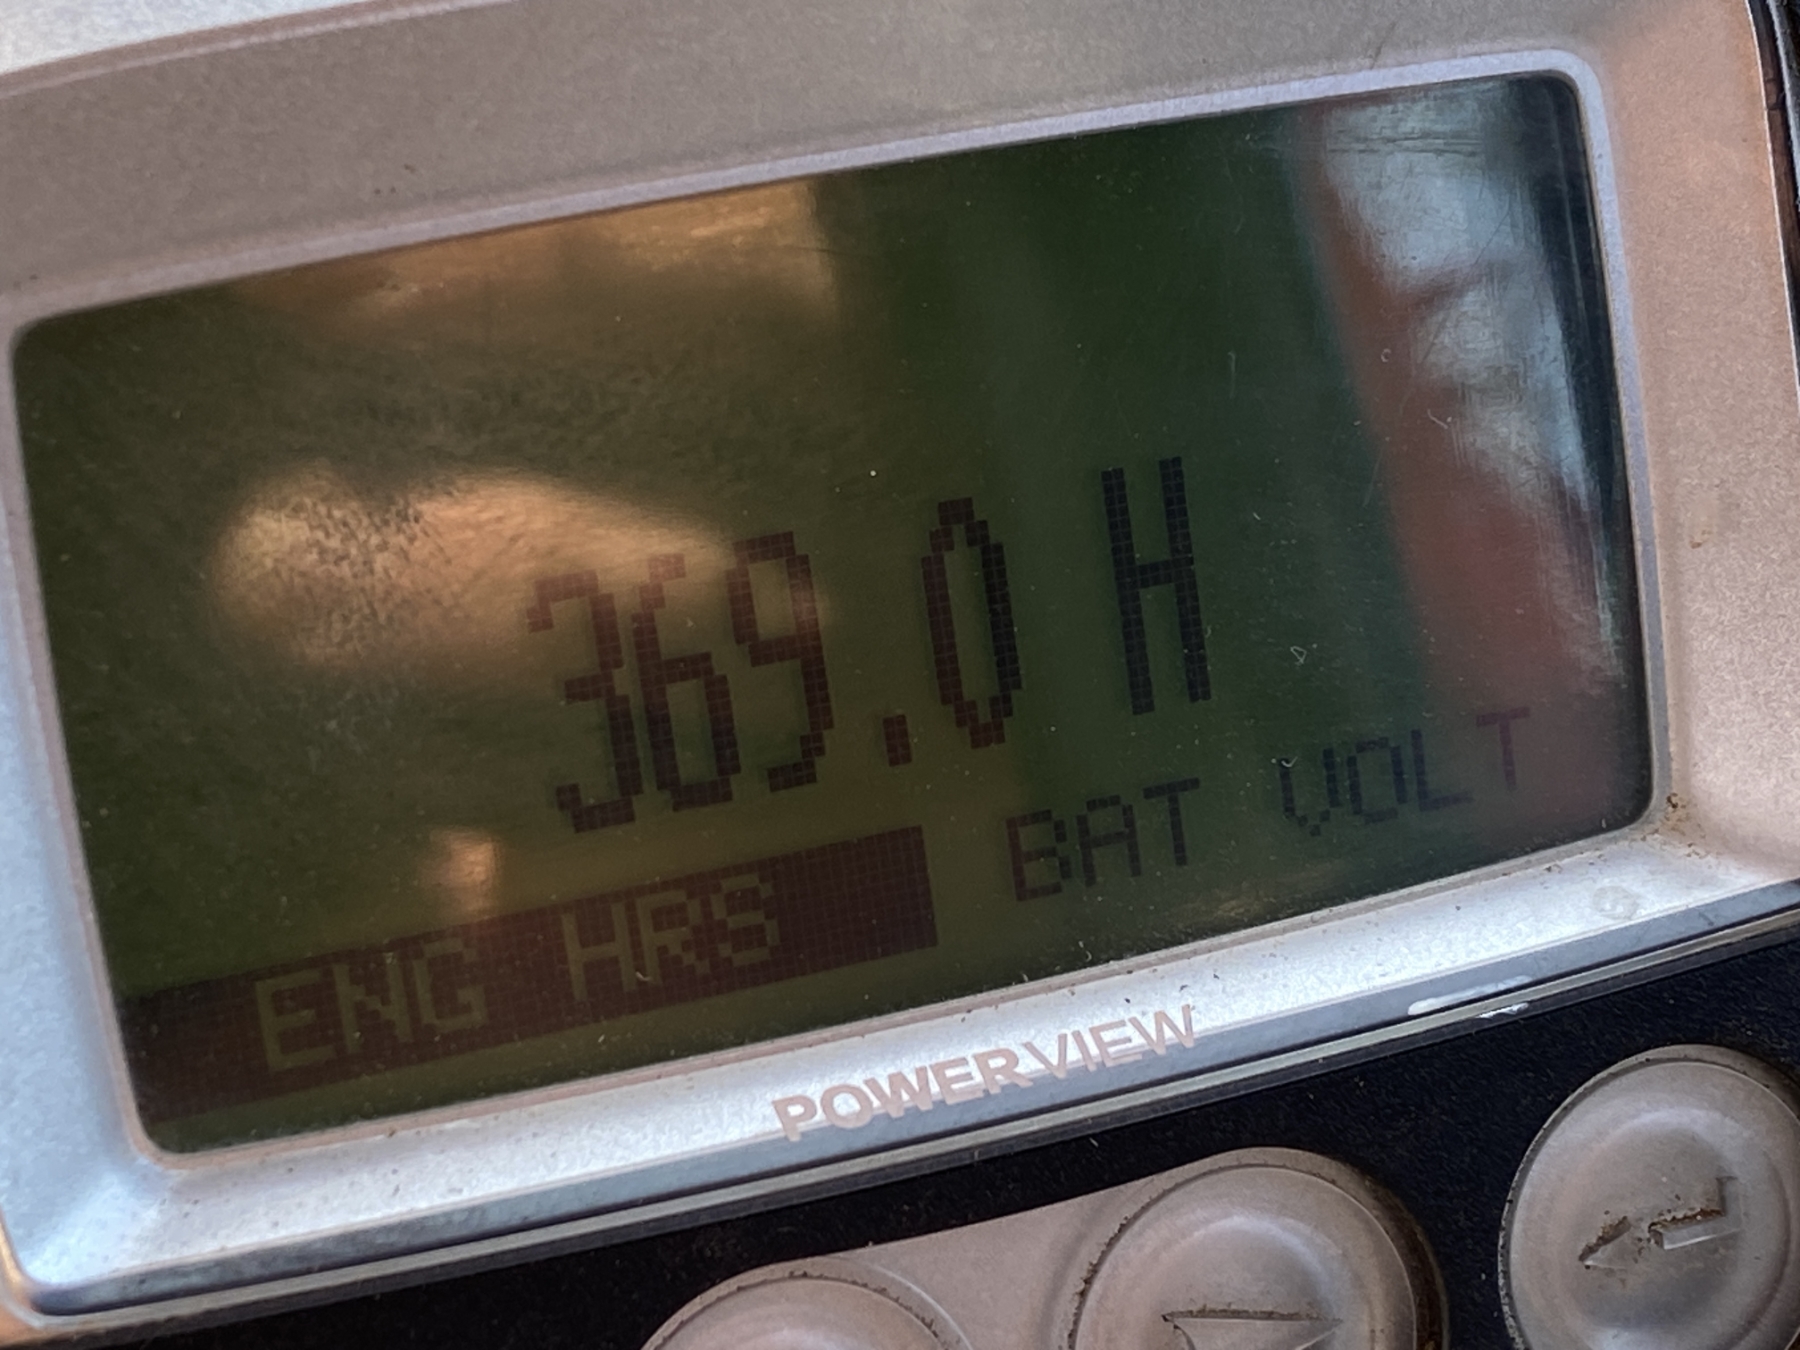 369.0 H
ENG HRS BAT VOLT
POWERVIEW